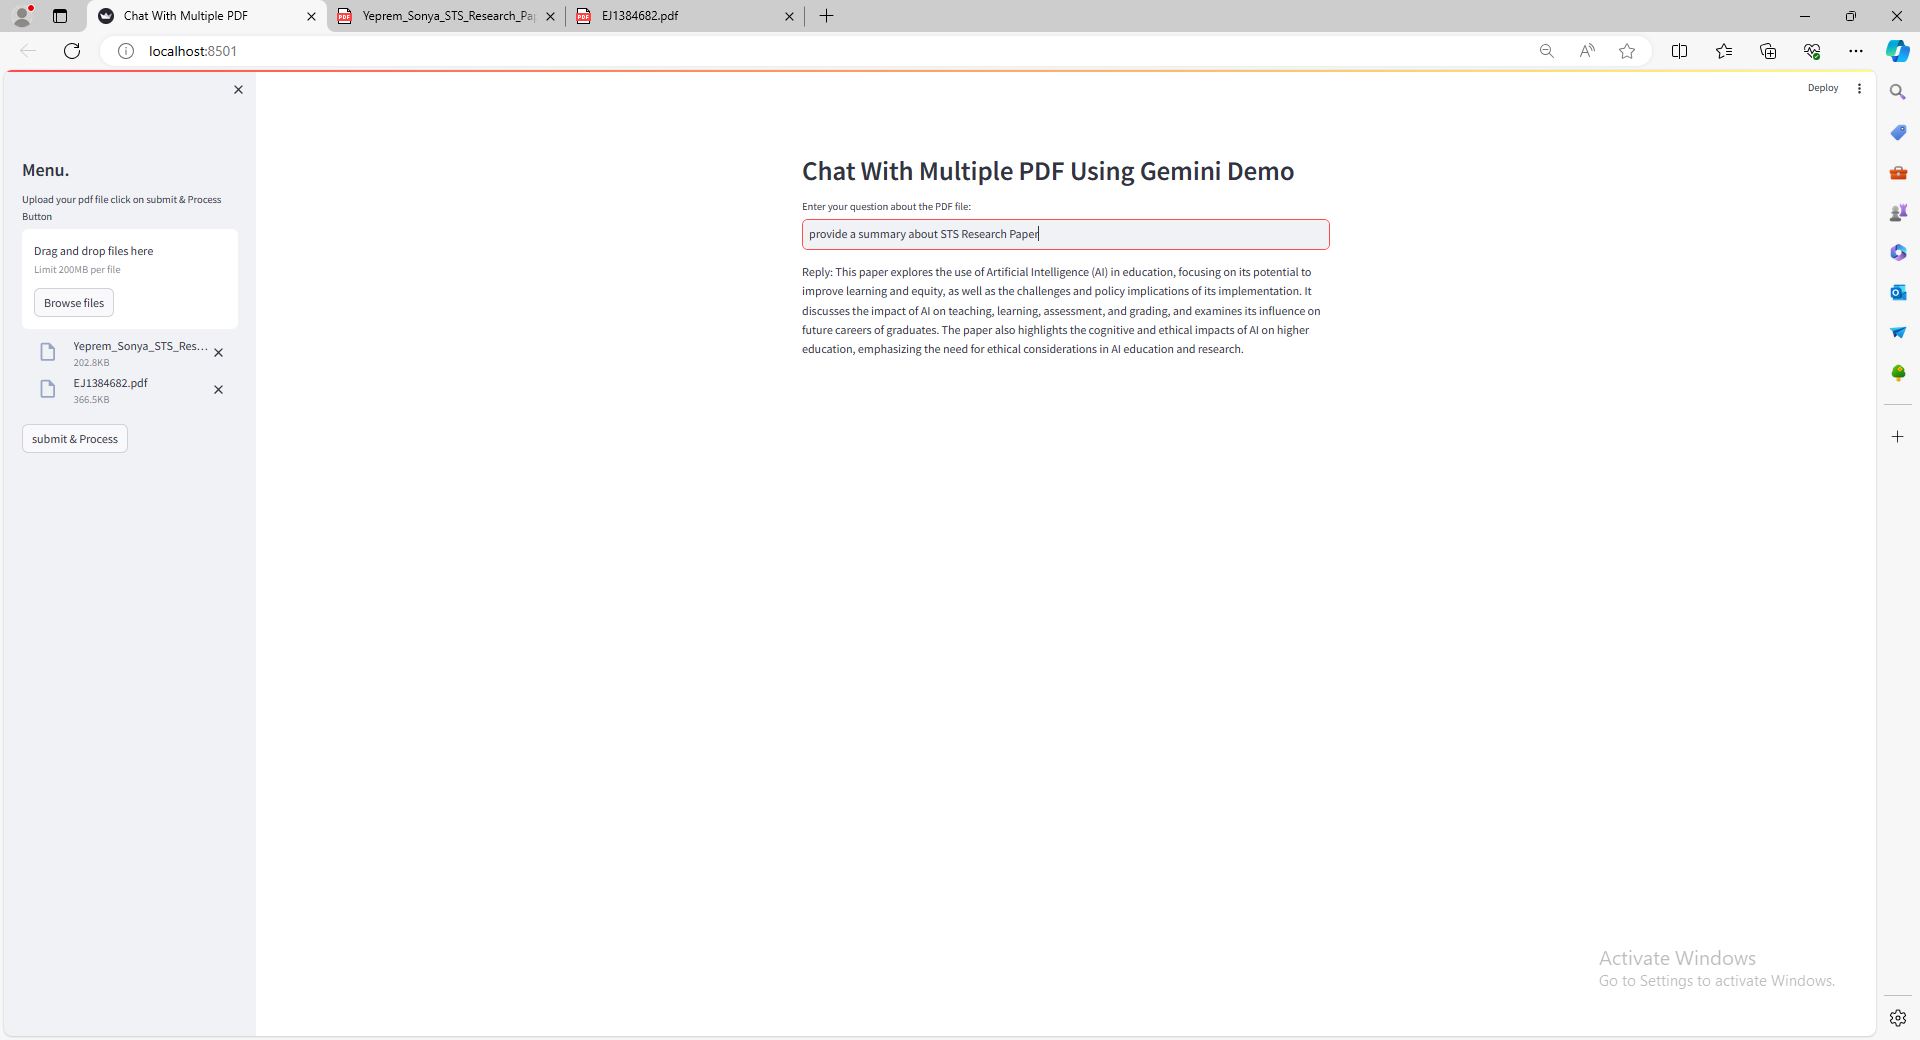 Chat With Multiple PDF
Yeprem_Sonya_STS_Research_Pap
EJ1384682.pdf
localhost:8501
Deploy
Menu.
Upload your pdf file click on submit & Process
Button
Drag and drop files here
Limit 200MB per file
Browse files
Yeprem_Sonya_STS_Res...
202.8KB
EJ1384682.pdf
366.5KB
submit & Process
Chat With Multiple PDF Using Gemini Demo
Enter your question about the PDF file:
provide a summary about STS Research Paper
Reply: This paper explores the use of Artificial Intelligence (AI) in education, focusing on its potential to
improve learning and equity, as well as the challenges and policy implications of its implementation. It
discusses the impact of AI on teaching, learning, assessment, and grading, and examines its influence on
future careers of graduates. The paper also highlights the cognitive and ethical impacts of AI on higher
education, emphasizing the need for ethical considerations in AI education and research.
Activate Windows
Go to Settings to activate Windows.